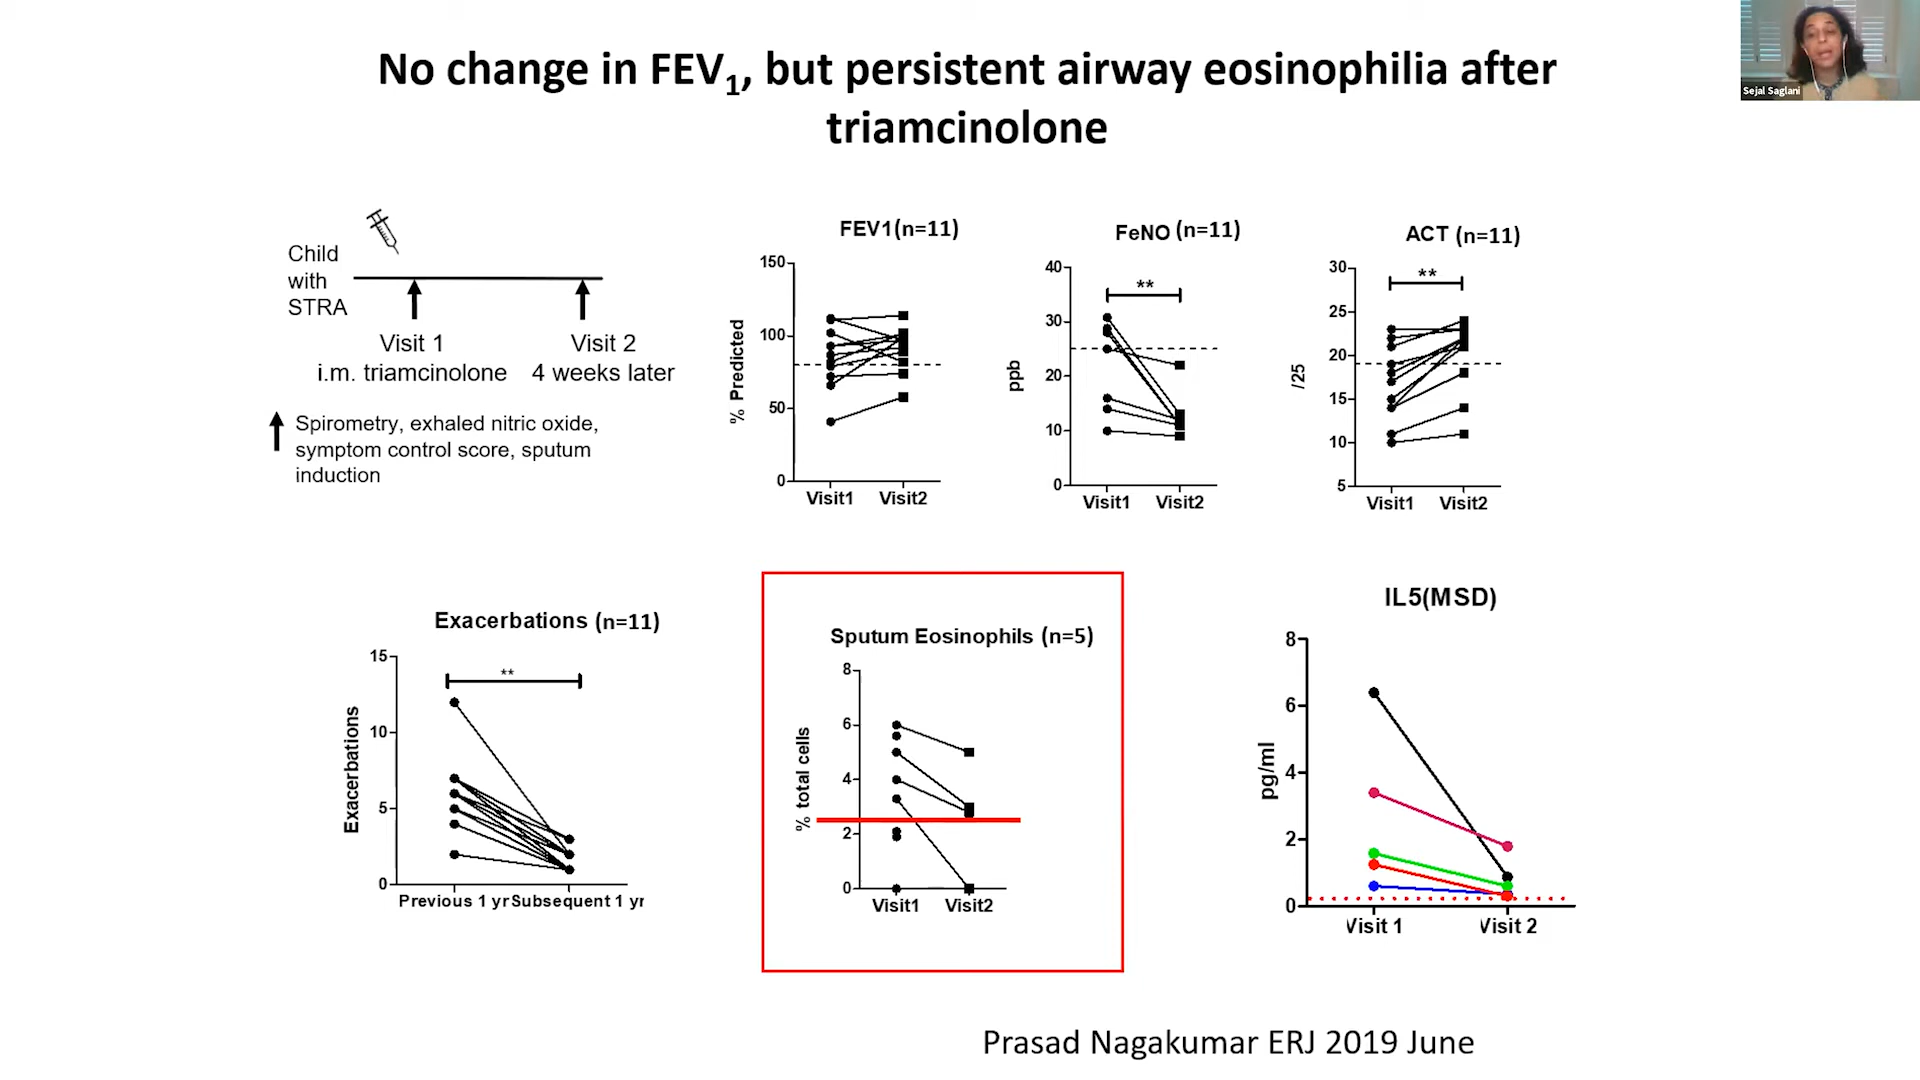 No change in FEV1, but persistent airway eosinophilia after
triamcinolone
Sejal Saglani
Child
with
STRA
Visit 1
i.m. triamcinolone
Visit 2
4 weeks later
Spirometry, exhaled nitric oxide,
symptom control score, sputum
induction
FEV1(n=11)
% Predicted
150
100
50
0
Visit1 Visit2
FeNO (n=11)
**
ppb
40
30
20
10
0
Visit1 Visit2
ACT (n=11)
**
/25
30
25
20
15
10
5
Visit1 Visit2
Exacerbations (n=11)
**
Exacerbations
15
10
5
0
Previous 1 yr Subsequent 1 yr
Sputum Eosinophils (n=5)
% total cells
8
6
4
2
0
Visit1 Visit2
IL5(MSD)
pg/ml
8
6
4
2
0
Visit 1 Visit 2
Prasad Nagakumar ERJ 2019 June